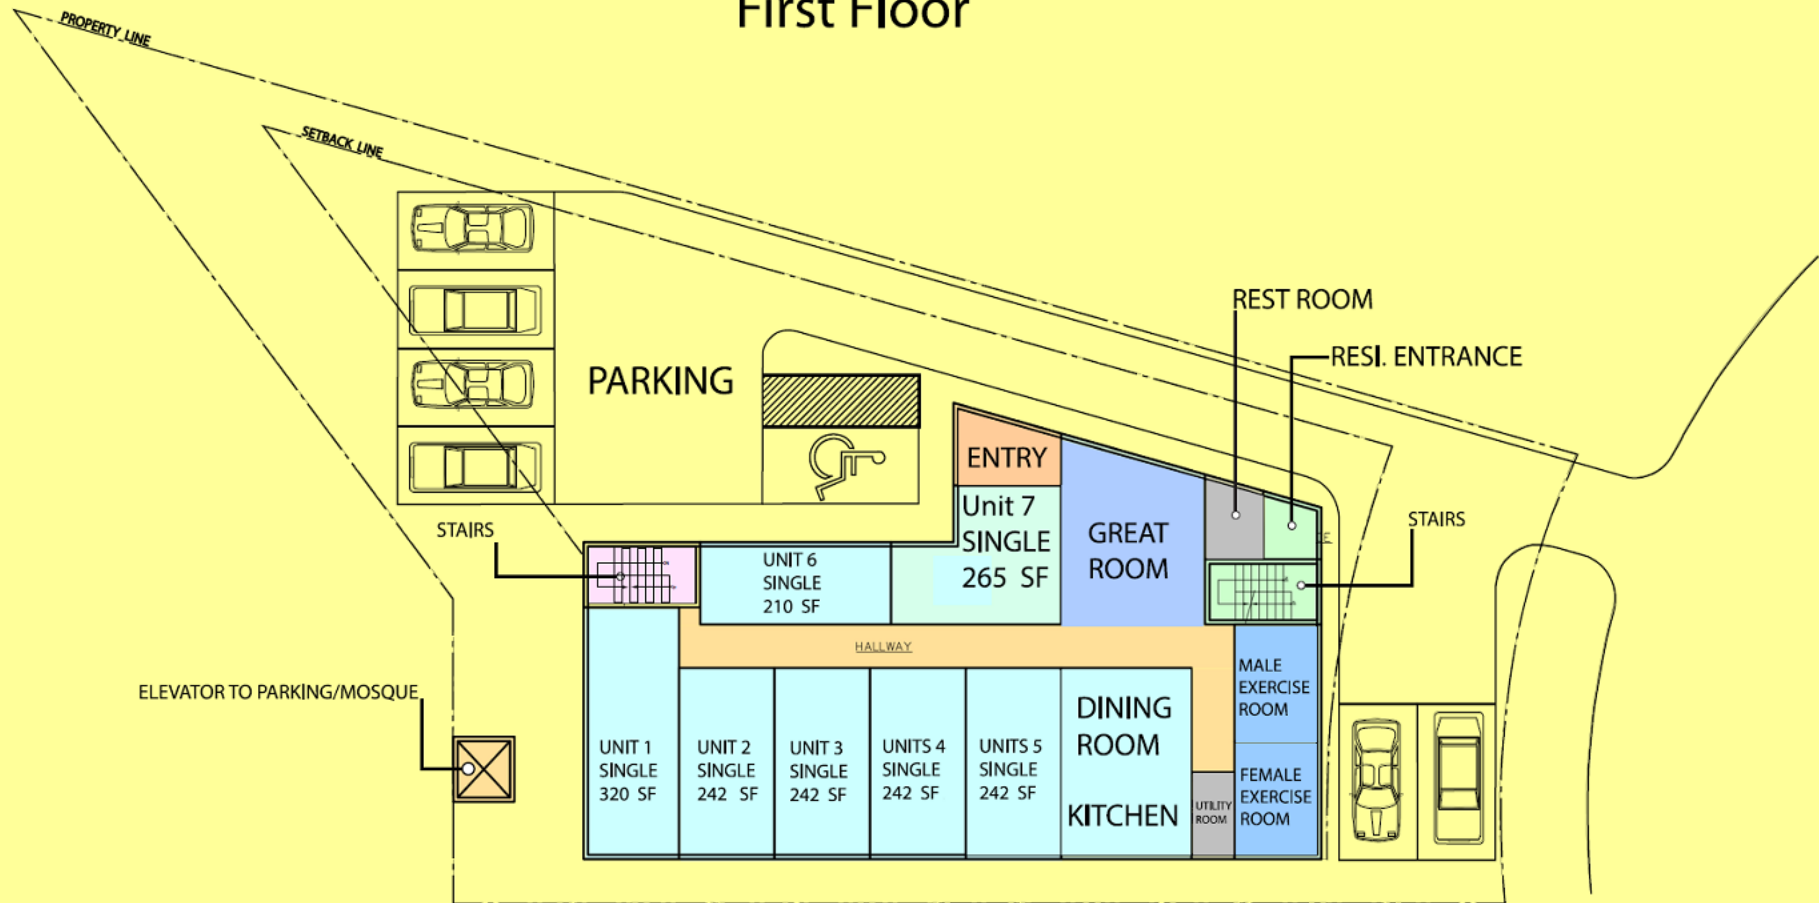 First Floor
PROPERTY LINE
SETBACK LINE
REST ROOM
RESI. ENTRANCE
PARKING
ENTRY
Unit 7
SINGLE
265 SF
GREAT
ROOM
STAIRS
STAIRS
UNIT 6
SINGLE
210 SF
HALLWAY
ELEVATOR TO PARKING/MOSQUE
MALE
EXERCISE
ROOM
DINING
ROOM
KITCHEN
UNIT 1
SINGLE
320 SF
UNIT 2
SINGLE
242 SF
UNIT 3
SINGLE
242 SF
UNITS 4
SINGLE
242 SF
UNITS 5
SINGLE
242 SF
UTILITY
ROOM
FEMALE
EXERCISE
ROOM